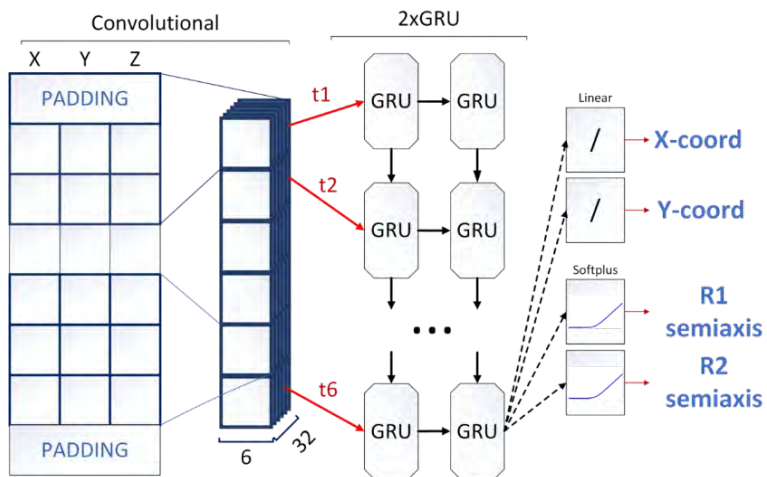 Convolutional
2xGRU
X Y Z
PADDING
t1
GRU
GRU
Linear
X-coord
t2
GRU
GRU
Y-coord
Softplus
R1
semiaxis
...
R2
semiaxis
t6
GRU
GRU
PADDING
6
32